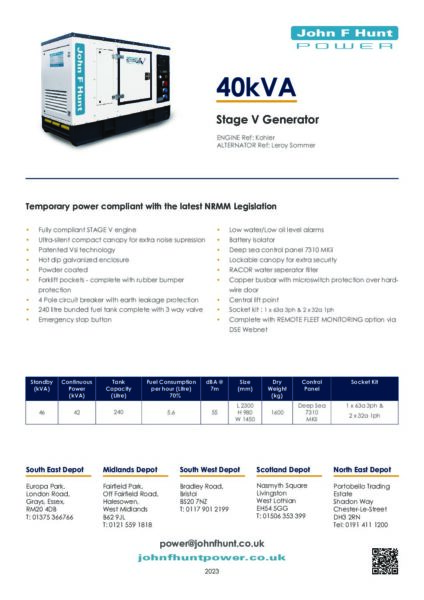 John F Hunt
POWER
John F Hunt
40kVA
Stage V Generator
ENGINE Ref: Kohler
ALTERNATOR Ref: Leroy Sommer
Temporary power compliant with the latest NRMM Legislation
• Fully compliant STAGE V engine
• Ultra-silent compact canopy for extra noise supression
• Patented VSI technology
• Hot dip galvanized enclosure
• Powder coated
• Forklift pockets - complete with rubber bumper
protection
• 4 Pole circuit breaker with earth leakage protection.
• 240 litre bunded fuel tank complete with 3 way valve
• Emergency stop button
• Low water/Low oil level alarms
• Battery isolator
• Deep sea control panel 7310 MKii
• Lockable canopy for extra security
• RACOR water seperator filter
• Copper busbar with microswitch protection over hard-
wire door
• Central lift point
• Socket kit : 1 x 63a 3ph & 2 x 32a 1ph
• Complete with REMOTE FLEET MONITORING option via
DSE Webnet
Standby (kVA) Continuous Power (kVA) Tank Capacity (Litre) Fuel Consumption per hour (Litre) 70% dBA @ 7m Size (mm) Dry Weight (kg) Control Panel Socket Kit
46 42 240 5.6 55 L 2300 H 980 W 1450 1600 Deep Sea 7310 MKii 1 x 63a 3ph & 2 x 32a 1ph
South East Depot
Europa Park,
London Road,
Grays, Essex,
RM20 4DB
T: 01375 366766
Midlands Depot
Fairfield Park,
Off Fairfield Road,
Halesowen,
West Midlands
B62 9JL
T:0121 559 1818
South West Depot
Bradley Road,
Bristol
BS20 7NZ
T: 0117 901 2199
Scotland Depot
Nasmyth Square
Livingston
West Lothian
EH54 5GG
T: 01506 353 399
North East Depot
Portobello Trading
Estate
Shadon Way
Chester-Le-Street
DH3 2RN
Tel: 0191 411 1200
power@johnfhunt.co.uk
johnfhuntpower.co.uk
2023